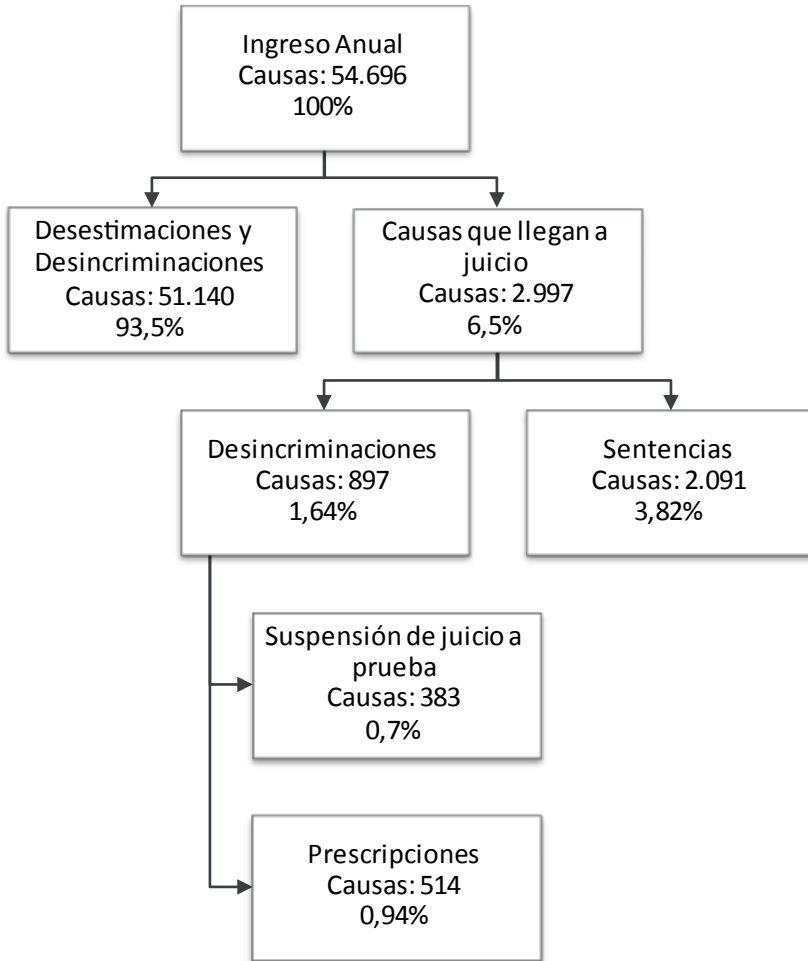 Ingreso Anual
Causas: 54.696
100%
Desestimaciones y
Desincriminaciones
Causas: 51.140
93,5%
Causas que llegan a
juicio
Causas: 2.997
6,5%
Desincriminaciones
Causas: 897
1,64%
Sentencias
Causas: 2.091
3,82%
Suspensión de juicio a
prueba
Causas: 383
0,7%
Prescripciones
Causas: 514
0,94%